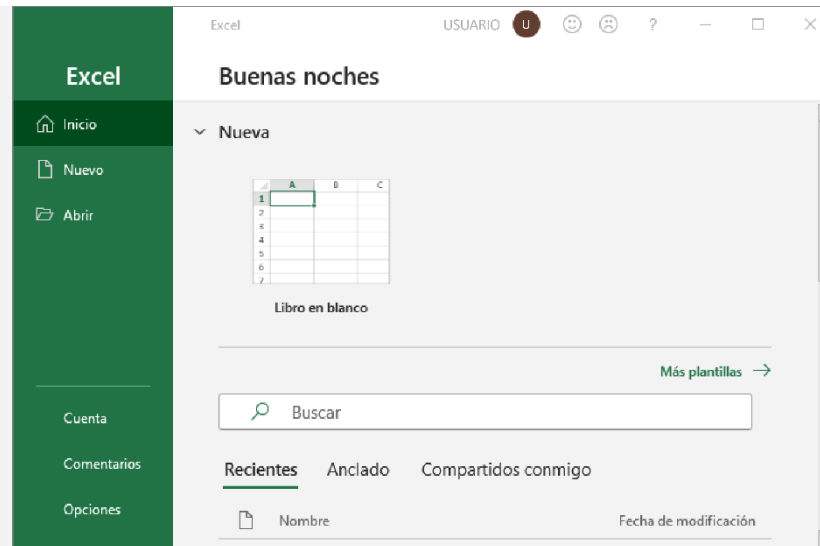 Excel
USUARIO U ?
Excel
Buenas noches
Inicio
Nuevo
Abrir
Nueva
A B C
1
2
3
4
5
6
7
Libro en blanco
Más plantillas
Buscar
Recientes Anclado Compartidos conmigo
Nombre Fecha de modificación
Cuenta
Comentarios
Opciones